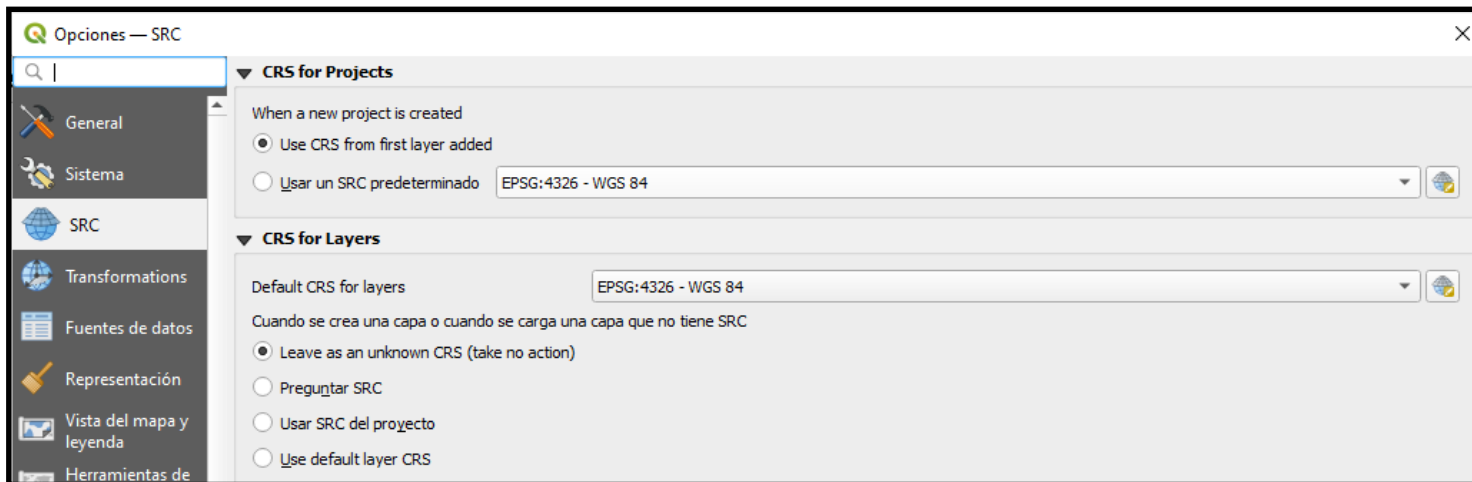 Opciones — SRC
General
Sistema
SRC
Transformations
Fuentes de datos
Representación
Vista del mapa y
leyenda
Herramientas de
CRS for Projects
When a new project is created
Use CRS from first layer added
Usar un SRC predeterminado EPSG:4326 - WGS 84
CRS for Layers
Default CRS for layers EPSG:4326 - WGS 84
Cuando se crea una capa o cuando se carga una capa que no tiene SRC
Leave as an unknown CRS (take no action)
Preguntar SRC
Usar SRC del proyecto
Use default layer CRS